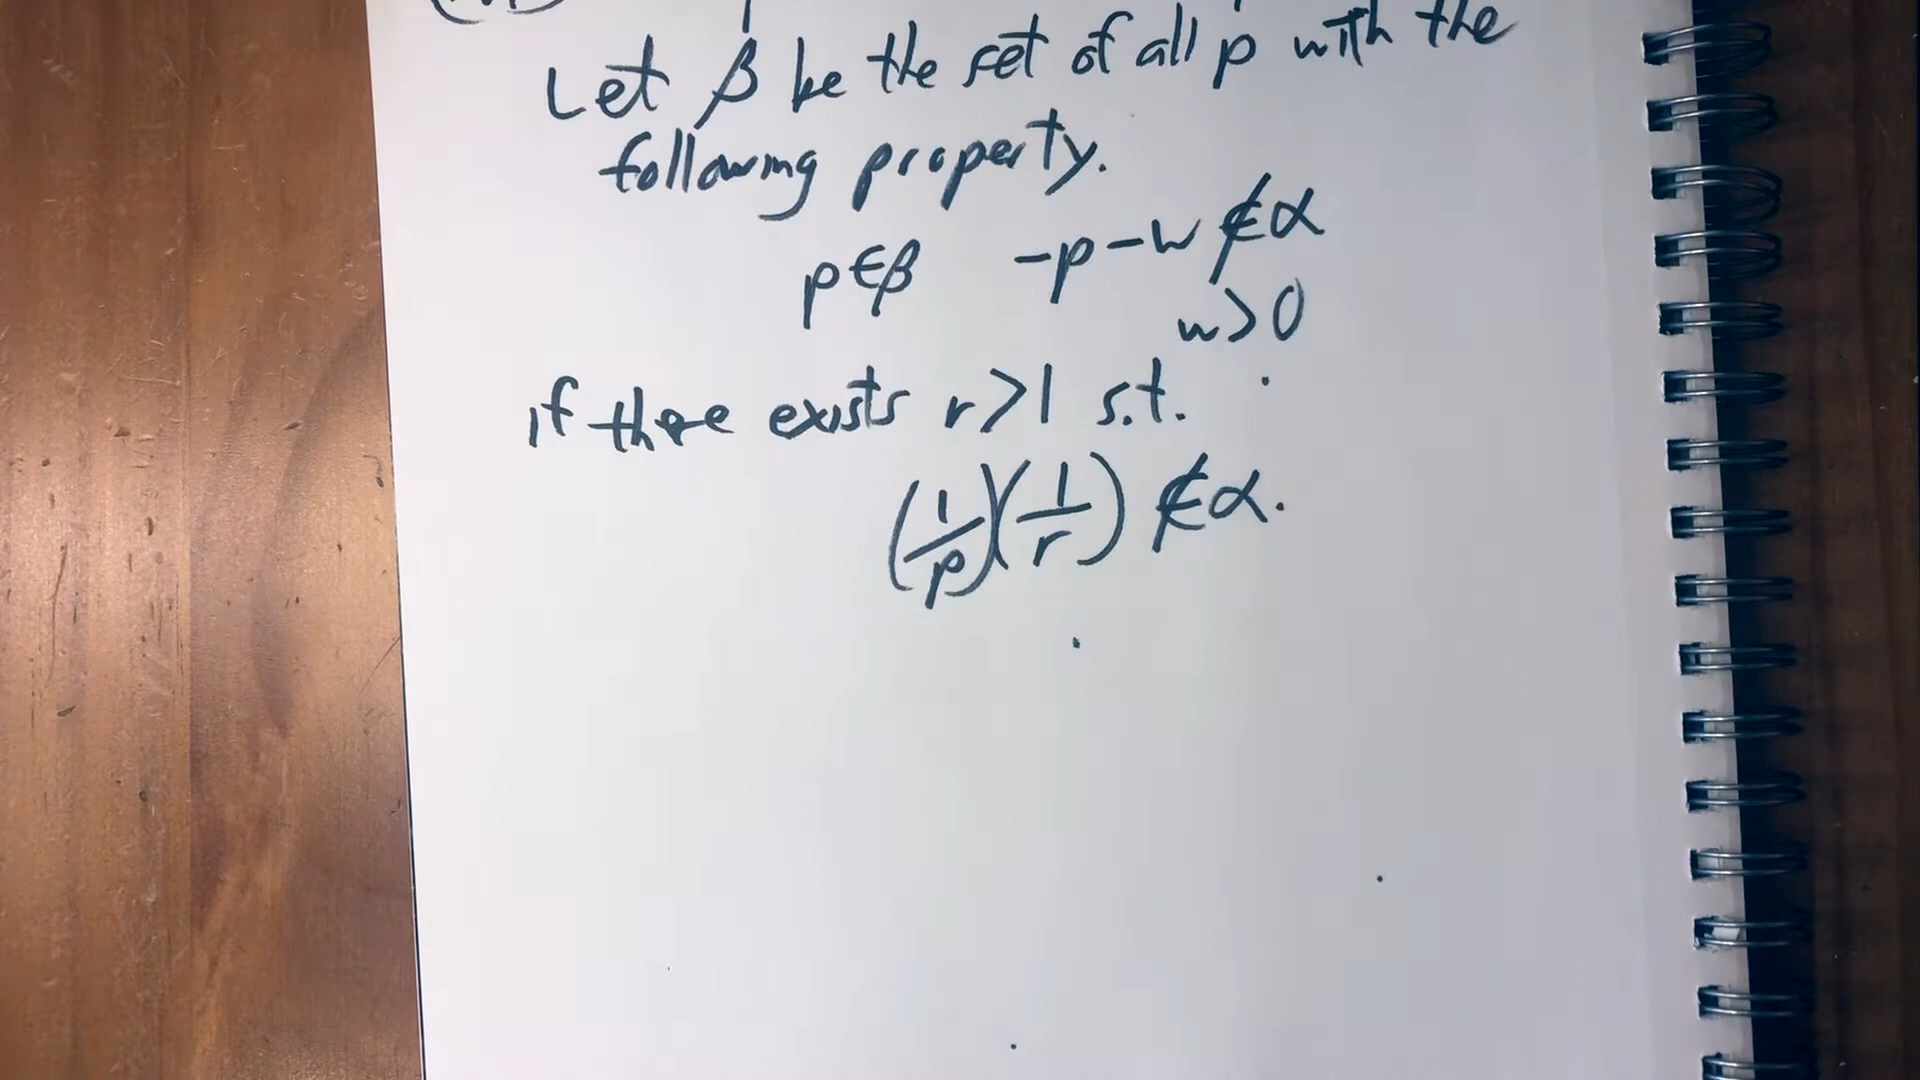 Let β be the set of all p with the
following property.
p∈β -p-w∉α
w>0
if there exists r>1 s.t.
(1/p)(1/r)∉α.